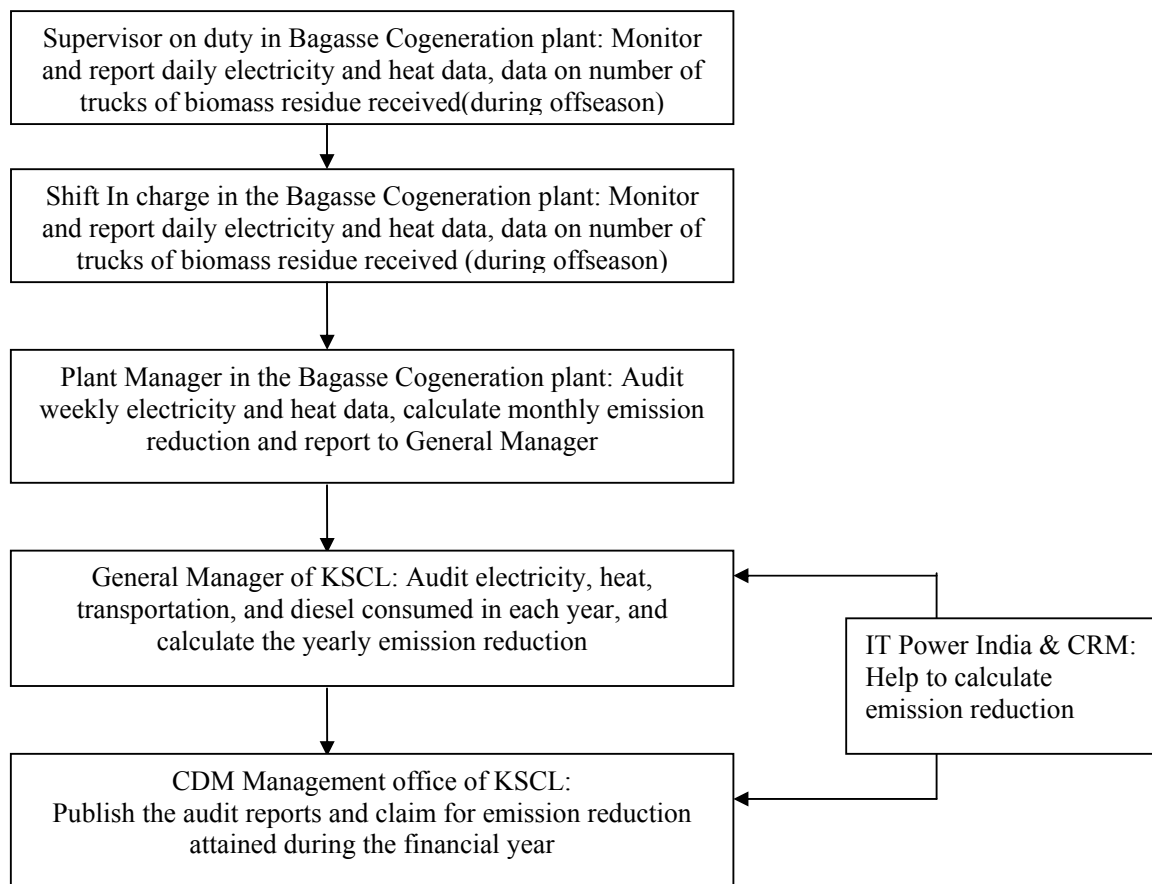 Supervisor on duty in Bagasse Cogeneration plant: Monitor
and report daily electricity and heat data, data on number of
trucks of biomass residue received(during offseason)
Shift In charge in the Bagasse Cogeneration plant: Monitor
and report daily electricity and heat data, data on number of
trucks of biomass residue received (during offseason)
Plant Manager in the Bagasse Cogeneration plant: Audit
weekly electricity and heat data, calculate monthly emission
reduction and report to General Manager
General Manager of KSCL: Audit electricity, heat,
transportation, and diesel consumed in each year, and
calculate the yearly emission reduction
IT Power India & CRM:
Help to calculate
emission reduction
CDM Management office of KSCL:
Publish the audit reports and claim for emission reduction
attained during the financial year